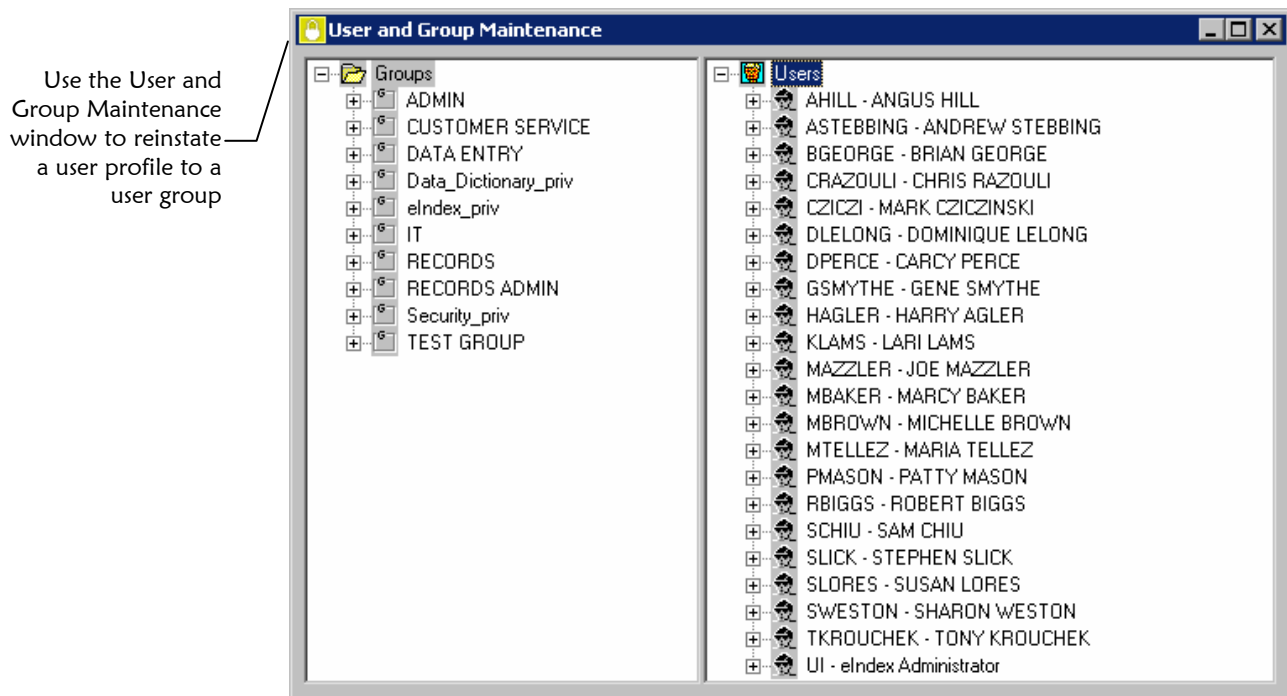 User and Group Maintenance
Use the User and
Group Maintenance
window to reinstate
a user profile to a
user group
Groups
ADMIN
CUSTOMER SERVICE
DATA ENTRY
Data_Dictionary_priv
eIndex_priv
IT
RECORDS
RECORDS ADMIN
Security_priv
TEST GROUP
Users
AHILL - ANGUS HILL
ASTEBBING - ANDREW STEBBING
BGEORGE - BRIAN GEORGE
CRAZOULI - CHRIS RAZOULI
CZICZI - MARK CZICZINSKI
DLELONG - DOMINIQUE LELONG
DPERCE - CARCY PERCE
GSMYTHE - GENE SMYTHE
HAGLER - HARRY AGLER
KLAMS - LARI LAMS
MAZZLER - JOE MAZZLER
MBAKER - MARCY BAKER
MBROWN - MICHELLE BROWN
MTELLEZ - MARIA TELLEZ
PMASON - PATTY MASON
RBIGGS - ROBERT BIGGS
SCHIU - SAM CHIU
SLICK - STEPHEN SLICK
SLORES - SUSAN LORES
SWESTON - SHARON WESTON
TKROUCHEK - TONY KROUCHEK
UI - eIndex Administrator